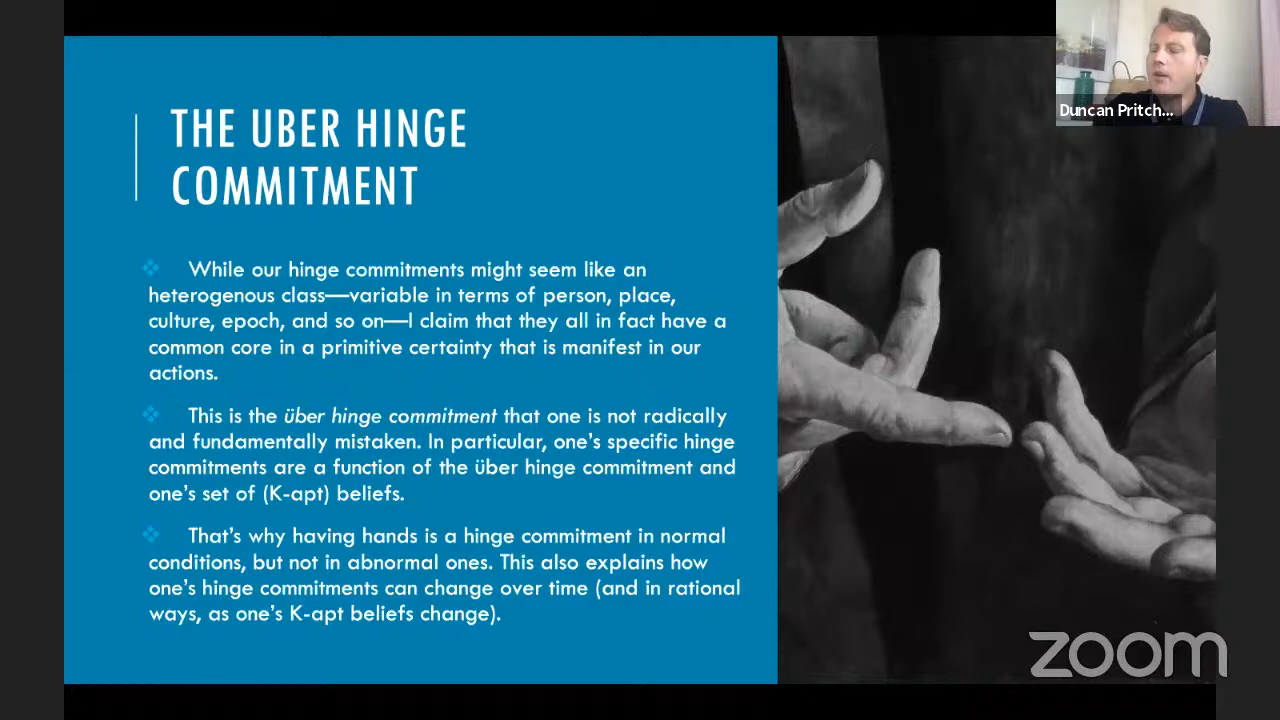 THE UBER HINGE
COMMITMENT
While our hinge commitments might seem like an
heterogenous class—variable in terms of person, place,
culture, epoch, and so on—I claim that they all in fact have a
common core in a primitive certainty that is manifest in our
actions.
This is the über hinge commitment that one is not radically
and fundamentally mistaken. In particular, one's specific hinge
commitments are a function of the über hinge commitment and
one's set of (K-apt) beliefs.
That's why having hands is a hinge commitment in normal
conditions, but not in abnormal ones. This also explains how
one's hinge commitments can change over time (and in rational
ways, as one's K-apt beliefs change).
Duncan Pritch...
zoom